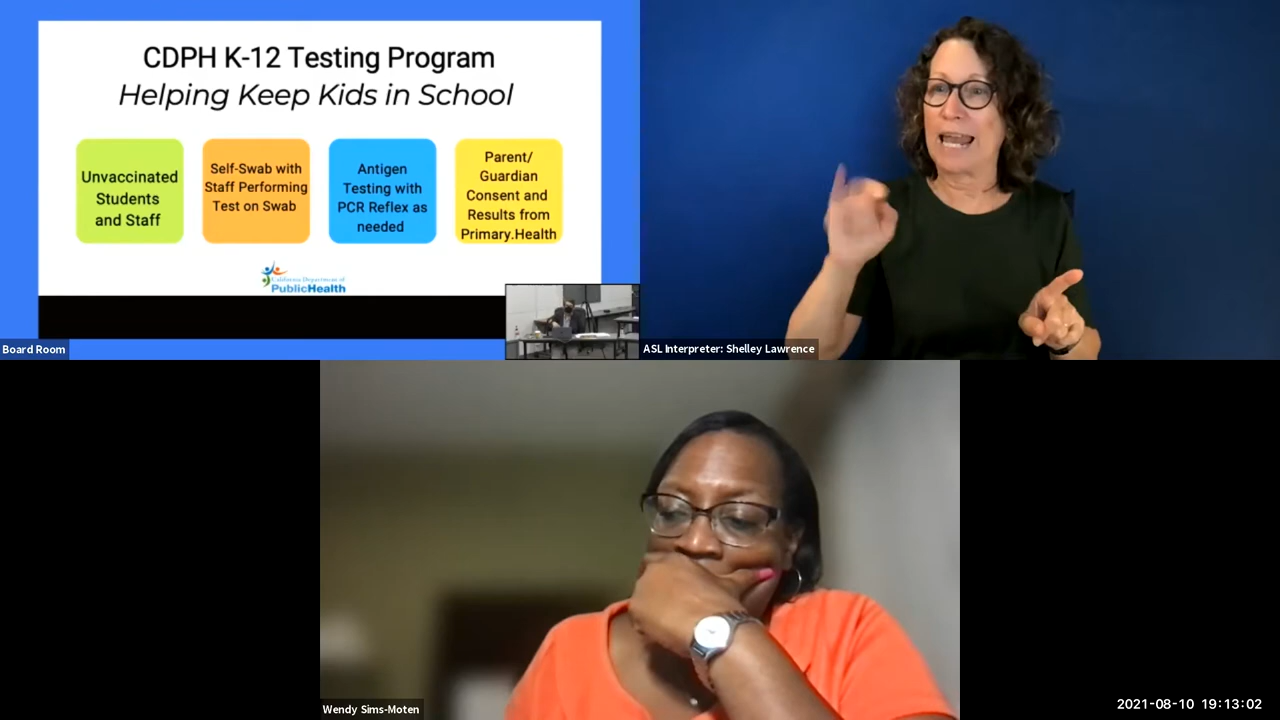 CDPH K-12 Testing Program
Helping Keep Kids in School
Unvaccinated
Students
and Staff
Self-Swab with
Staff Performing
Test on Swab
Antigen
Testing with
PCR Reflex as
needed
Parent/
Guardian
Consent and
Results from
Primary.Health
California Department of
PublicHealth
Board Room
ASL Interpreter: Shelley Lawrence
Wendy Sims-Moten
2021-08-10 19:13:02